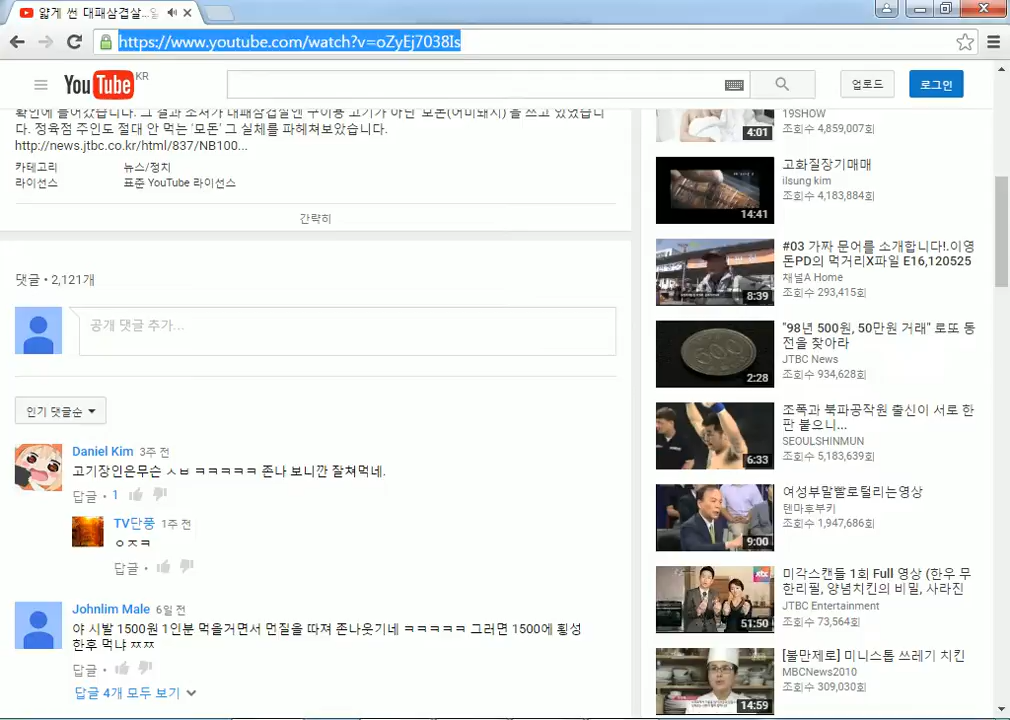 얇게 썬 대패삼겹살...일
https://www.youtube.com/watch?v=oZyEj7038Is
YouTube KR
업로드
로그인
확인에 들어갔습니다. 그 결과 소저가 대패삼겹살엔 구이용 고기가 아닌 '모돈'(어미돼지)을 쓰고 있었습니
다. 정육점 주인도 절대 안 먹는 '모돈' 그 실체를 파헤쳐보았습니다.
http://news.jtbc.co.kr/html/837/NB100...
카테고리 뉴스/정치
라이선스 표준 YouTube 라이선스
간략히
댓글 • 2,121개
공개 댓글 추가...
인기 댓글순
Daniel Kim 3주 전
고기장인은무슨 ㅅㅂ ㅋㅋㅋㅋㅋ 존나 보니깐 잘쳐먹네.
답글 • 1
TV단풍 1주 전
ㅇㅈㅋ
답글 •
Johnlim Male 6일 전
야 시발 1500원 1인분 먹을거면서 먼질을 따져 존나웃기네 ㅋㅋㅋㅋㅋ 그러면 1500에 횡성
한후 먹냐 ㅉㅉ
답글 •
답글 4개 모두 보기
19SHOW
조회수 4,859,007회
4:01
고화질장기매매
ilsung kim
조회수 4,183,884회
14:41
#03 가짜 문어를 소개합니다!.이영
돈PD의 먹거리X파일 E16,120525
채널A Home
조회수 293,415회
8:39
"98년 500원, 50만원 거래" 로또 동
전을 찾아라
JTBC News
조회수 934,628회
500
2:28
조폭과 북파공작원 출신이 서로 한
판 붙으니...
SEOULSHINMUN
조회수 5,183,639회
6:33
여성부말빨로털리는영상
텐마후부키
조회수 1,947,686회
9:00
미각스캔들 1회 Full 영상 (한우 무
한리필, 양념치킨의 비밀, 사라진
JTBC Entertainment
조회수 73,564회
51:50
[불만제로] 미니스톱 쓰레기 치킨
MBCNews2010
조회수 309,030회
14:59